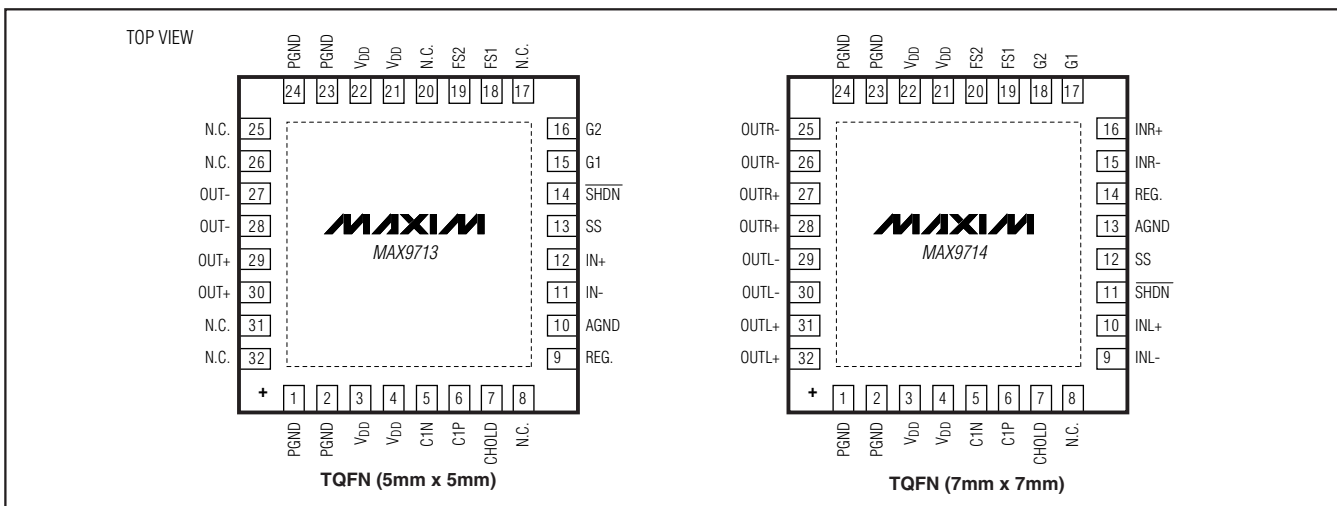 TOP VIEW
PGND PGND VDD VDD N.C. FS2 FS1 N.C.
24 23 22 21 20 19 18 17
N.C. 25 16 G2
N.C. 26 15 G1
OUT- 27 14 SHDN
OUT- 28 13 SS
OUT+ 29 12 IN+
OUT+ 30 11 IN-
N.C. 31 10 AGND
N.C. 32 9 REG.
MAXIM
MAX9713
+ 1 2 3 4 5 6 7 8
PGND PGND VDD VDD C1N C1P CHOLD N.C.
TQFN (5mm x 5mm)
PGND PGND VDD VDD FS2 FS1 G2 G1
24 23 22 21 20 19 18 17
OUTR- 25 16 INR+
OUTR- 26 15 INR-
OUTR+ 27 14 REG.
OUTR+ 28 13 AGND
OUTL- 29 12 SS
OUTL- 30 11 SHDN
OUTL+ 31 10 INL+
OUTL+ 32 9 INL-
MAXIM
MAX9714
+ 1 2 3 4 5 6 7 8
PGND PGND VDD VDD C1N C1P CHOLD N.C.
TQFN (7mm x 7mm)